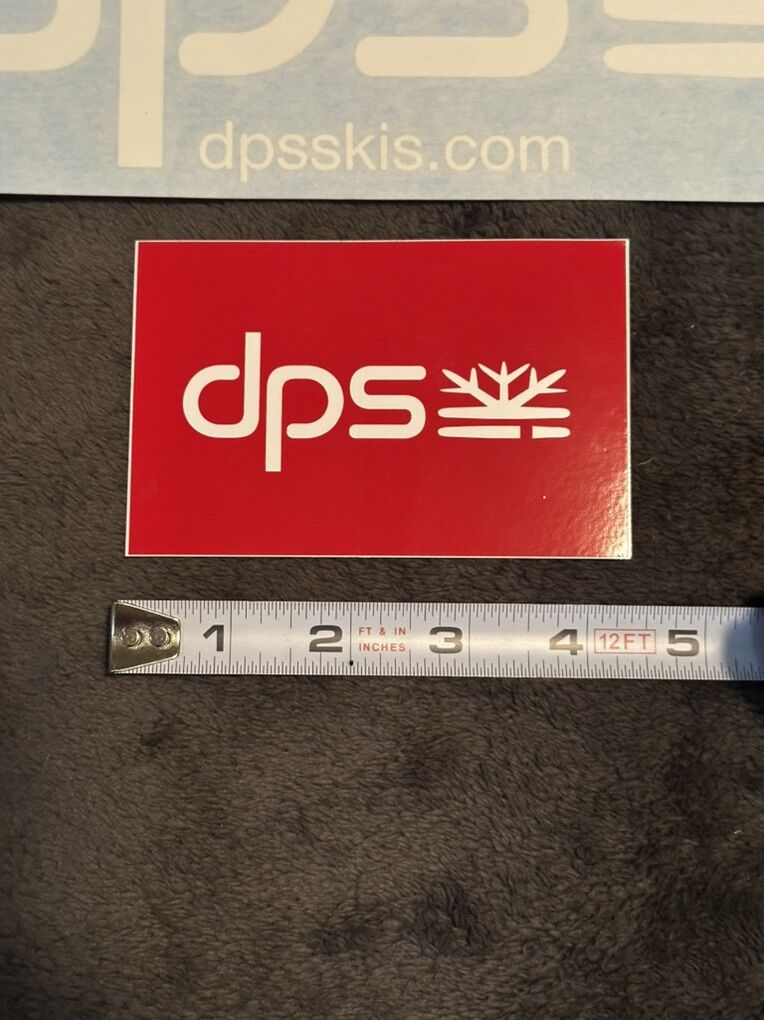 dps
dpsskis.com
dps
1 2 FT & IN 3 4 12FT 5
INCHES